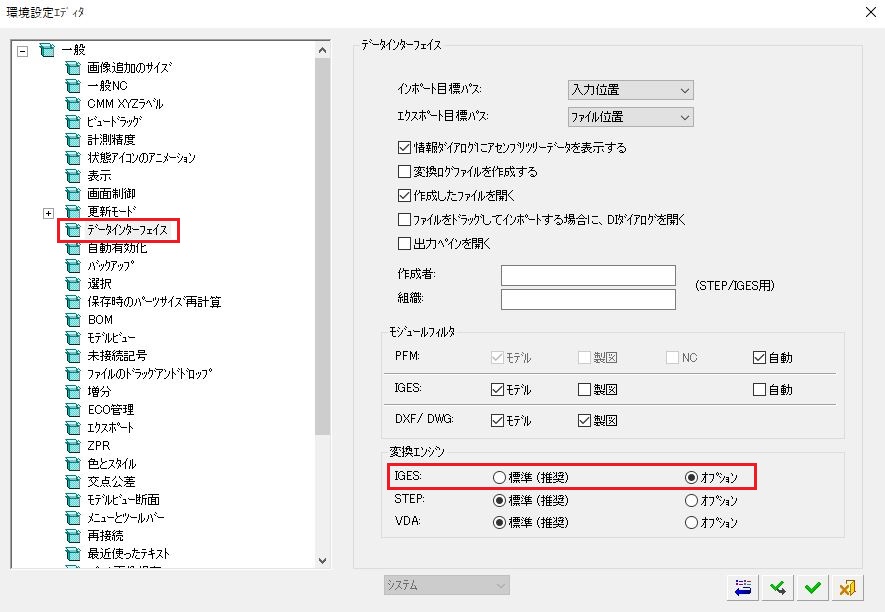 環境設定ｴﾃﾞｨﾀ
一般
画像追加のｻｲｽﾞ
一般NC
CMM XYZﾗﾍﾞﾙ
ﾋﾞｭｰﾄﾞﾗｯｸﾞ
計測精度
状態ｱｲｺﾝのｱﾆﾒｰｼｮﾝ
表示
画面制御
更新ﾓｰﾄﾞ
ﾃﾞｰﾀｲﾝﾀｰﾌｪｲｽ
自動有効化
ﾊﾞｯｸｱｯﾌﾟ
選択
保存時のﾊﾟｰﾂｻｲｽﾞ再計算
BOM
ﾓﾃﾞﾙﾋﾞｭｰ
未接続記号
ﾌｧｲﾙのﾄﾞﾗｯｸﾞｱﾝﾄﾞﾄﾞﾛｯﾌﾟ
増分
ECO管理
ｴｸｽﾎﾟｰﾄ
ZPR
色とｽﾀｲﾙ
交点公差
ﾓﾃﾞﾙﾋﾞｭｰ断面
ﾒﾆｭｰとﾂｰﾙﾊﾞｰ
再接続
最近使ったﾃｷｽﾄ
ﾃﾞｰﾀｲﾝﾀｰﾌｪｲｽ
ｲﾝﾎﾟｰﾄ目標ﾊﾟｽ: 入力位置
ｴｸｽﾎﾟｰﾄ目標ﾊﾟｽ: ﾌｧｲﾙ位置
情報ﾀﾞｲｱﾛｸﾞにｱｾﾝﾌﾞﾘﾂﾘｰﾃﾞｰﾀを表示する
変換ﾛｸﾞﾌｧｲﾙを作成する
作成したﾌｧｲﾙを開く
ﾌｧｲﾙをﾄﾞﾗｯｸﾞしてｲﾝﾎﾟｰﾄする場合に、DIﾀﾞｲｱﾛｸﾞを開く
出力ﾍﾟｲﾝを開く
作成者:
組織:
(STEP/IGES用)
ﾓｼﾞｭｰﾙﾌｨﾙﾀ
PFM: ﾓﾃﾞﾙ 製図 NC 自動
IGES: ﾓﾃﾞﾙ 製図 自動
DXF/ DWG: ﾓﾃﾞﾙ 製図
変換ｴﾝｼﾞﾝ
IGES: 標準 (推奨) ｵﾌﾟｼｮﾝ
STEP: 標準 (推奨) ｵﾌﾟｼｮﾝ
VDA: 標準 (推奨) ｵﾌﾟｼｮﾝ
ｼｽﾃﾑ